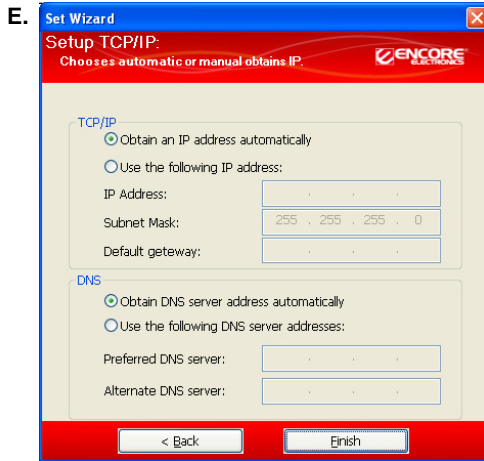 E.
Set Wizard
Setup TCP/IP:
Chooses automatic or manual obtains IP.
ENCORE
ELECTRONICS
TCP/IP
Obtain an IP address automatically
Use the following IP address:
IP Address:
Subnet Mask: 255 . 255 . 255 . 0
Default geteway:
DNS
Obtain DNS server address automatically
Use the following DNS server addresses:
Preferred DNS server:
Alternate DNS server:
< Back Finish